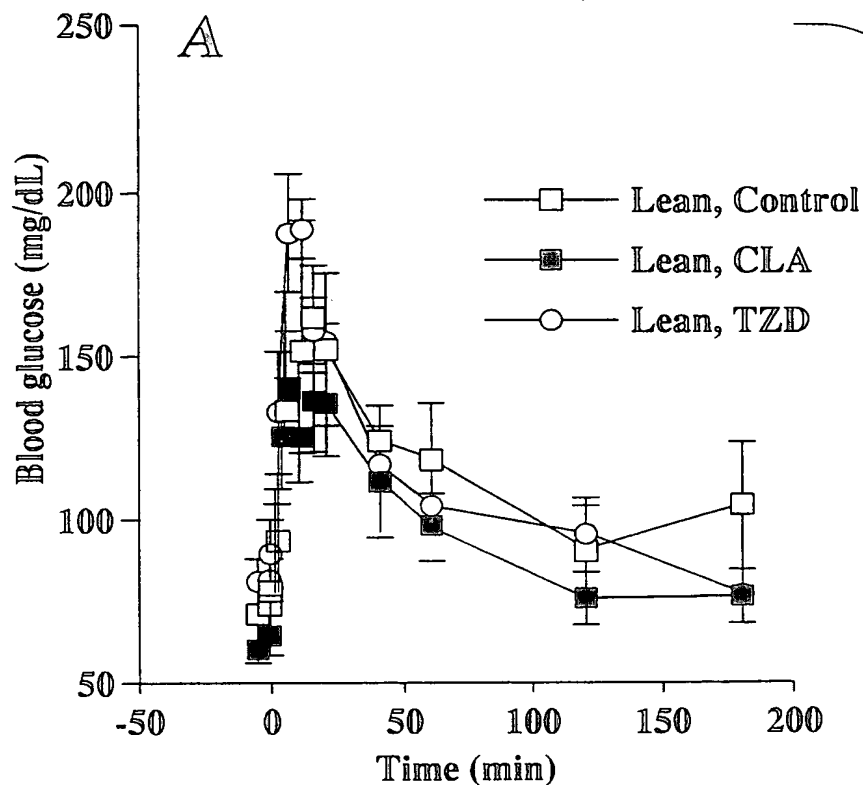 A
250
200
150
100
50
Blood glucose (mg/dL)
Lean, Control
Lean, CLA
Lean, TZD
-50 0 50 100 150 200
Time (min)